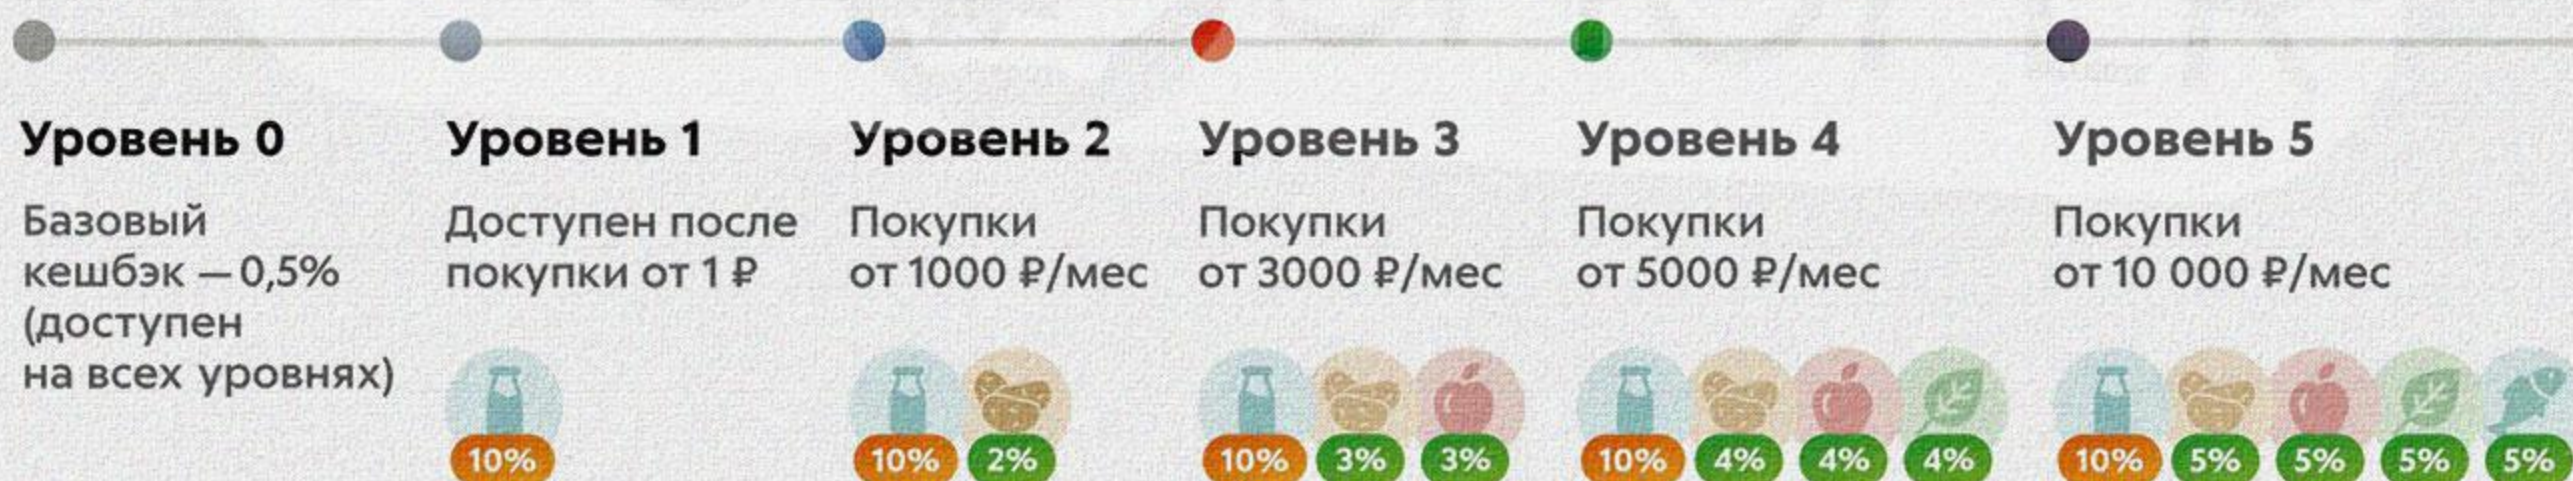 Уровень 0
Базовый
кешбэк — 0,5%
(доступен
на всех уровнях)
Уровень 1
Доступен после
покупки от 1 ₽
10%
Уровень 2
Покупки
от 1000 ₽/мес
10% 2%
Уровень 3
Покупки
от 3000 ₽/мес
10% 3% 3%
Уровень 4
Покупки
от 5000 ₽/мес
10% 4% 4% 4%
Уровень 5
Покупки
от 10 000 ₽/мес
10% 5% 5% 5% 5%